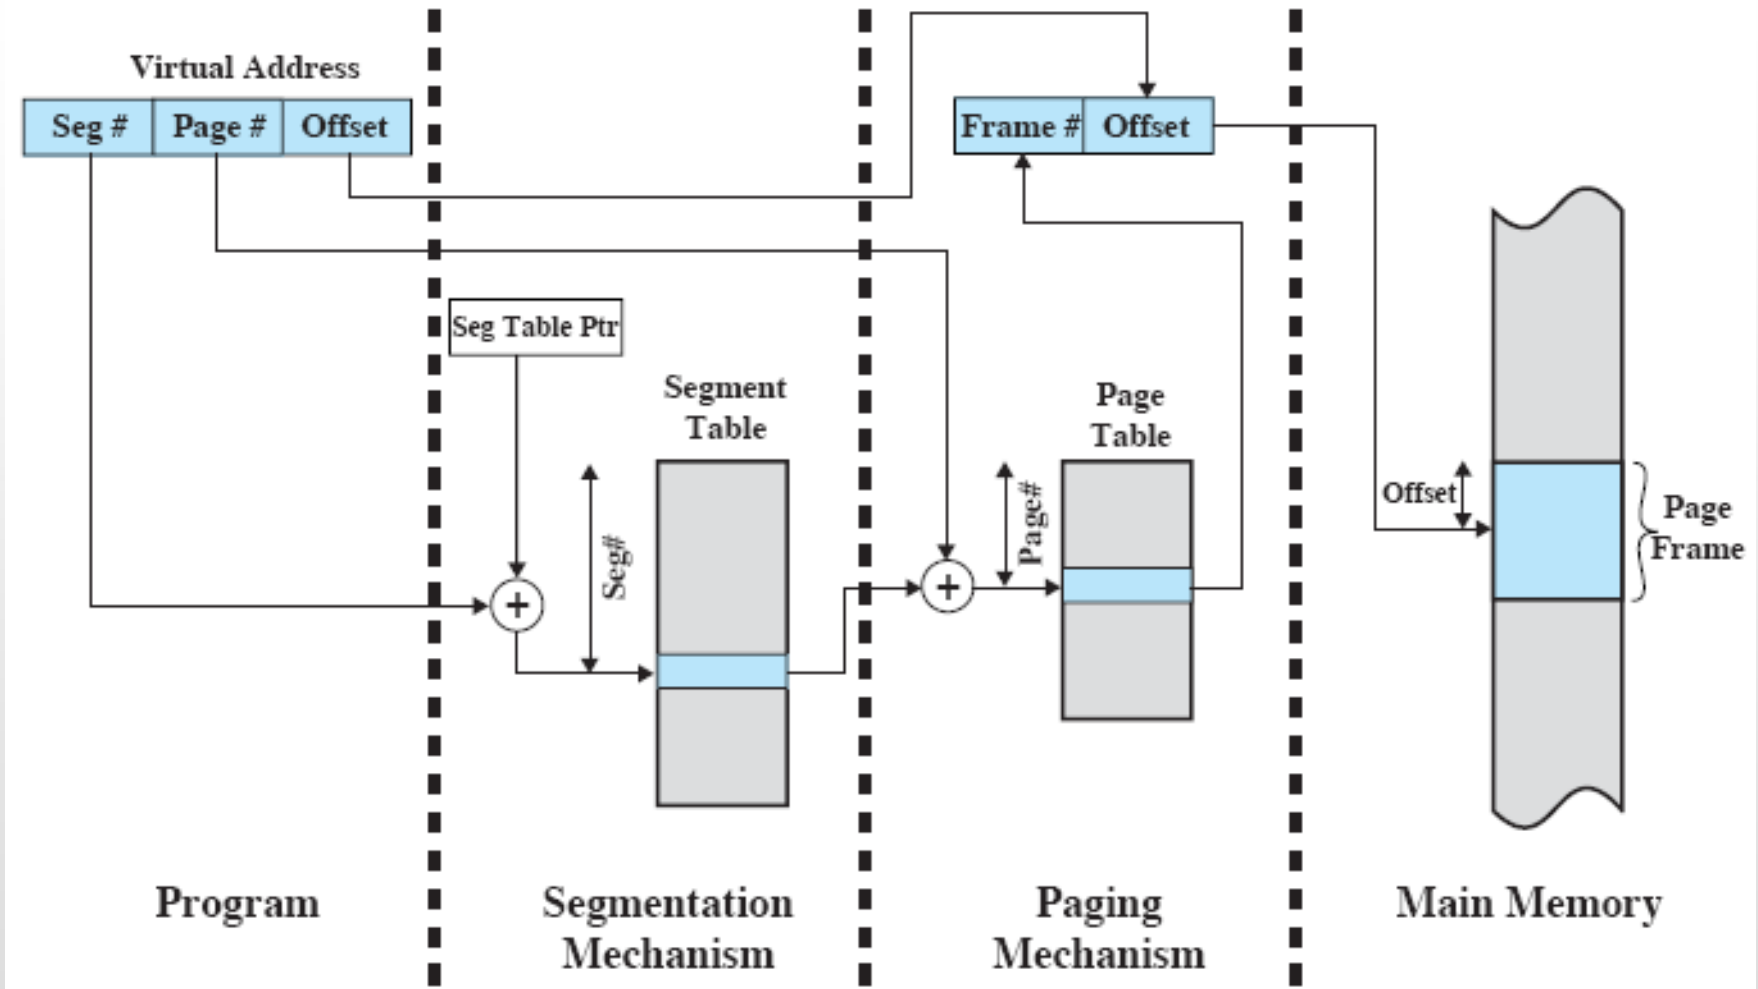 Virtual Address
Seg #
Page #
Offset
Frame #
Offset
Seg Table Ptr
Segment
Table
Seg#
Page
Table
Page#
Offset
Page
Frame
Program
Segmentation
Mechanism
Paging
Mechanism
Main Memory